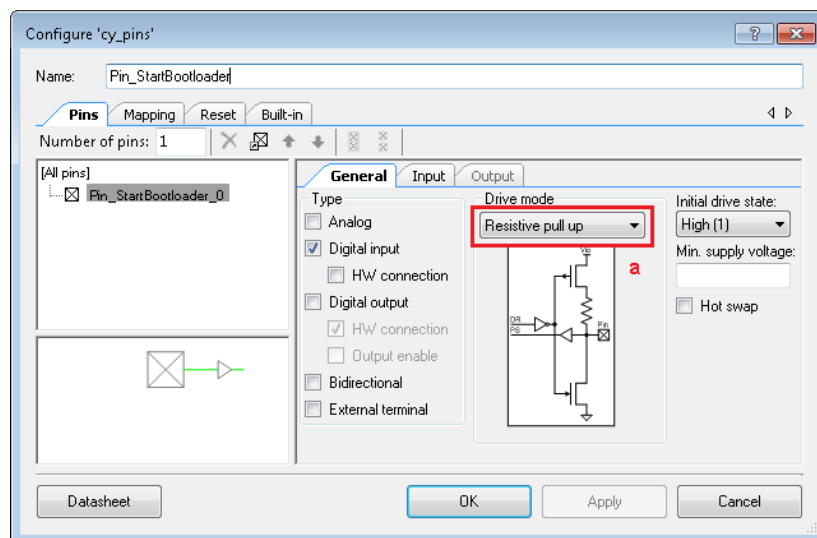 Configure 'cy_pins'
Name: Pin_StartBootloader
Pins Mapping Reset Built-in
Number of pins: 1
[All pins]
Pin_StartBootloader_0
General Input Output
Type
Analog
Digital input
HW connection
Digital output
HW connection
Output enable
Bidirectional
External terminal
Drive mode
Resistive pull up
a
Vio
DR
PS
Pin
Initial drive state:
High (1)
Min. supply voltage:
Hot swap
Datasheet OK Apply Cancel